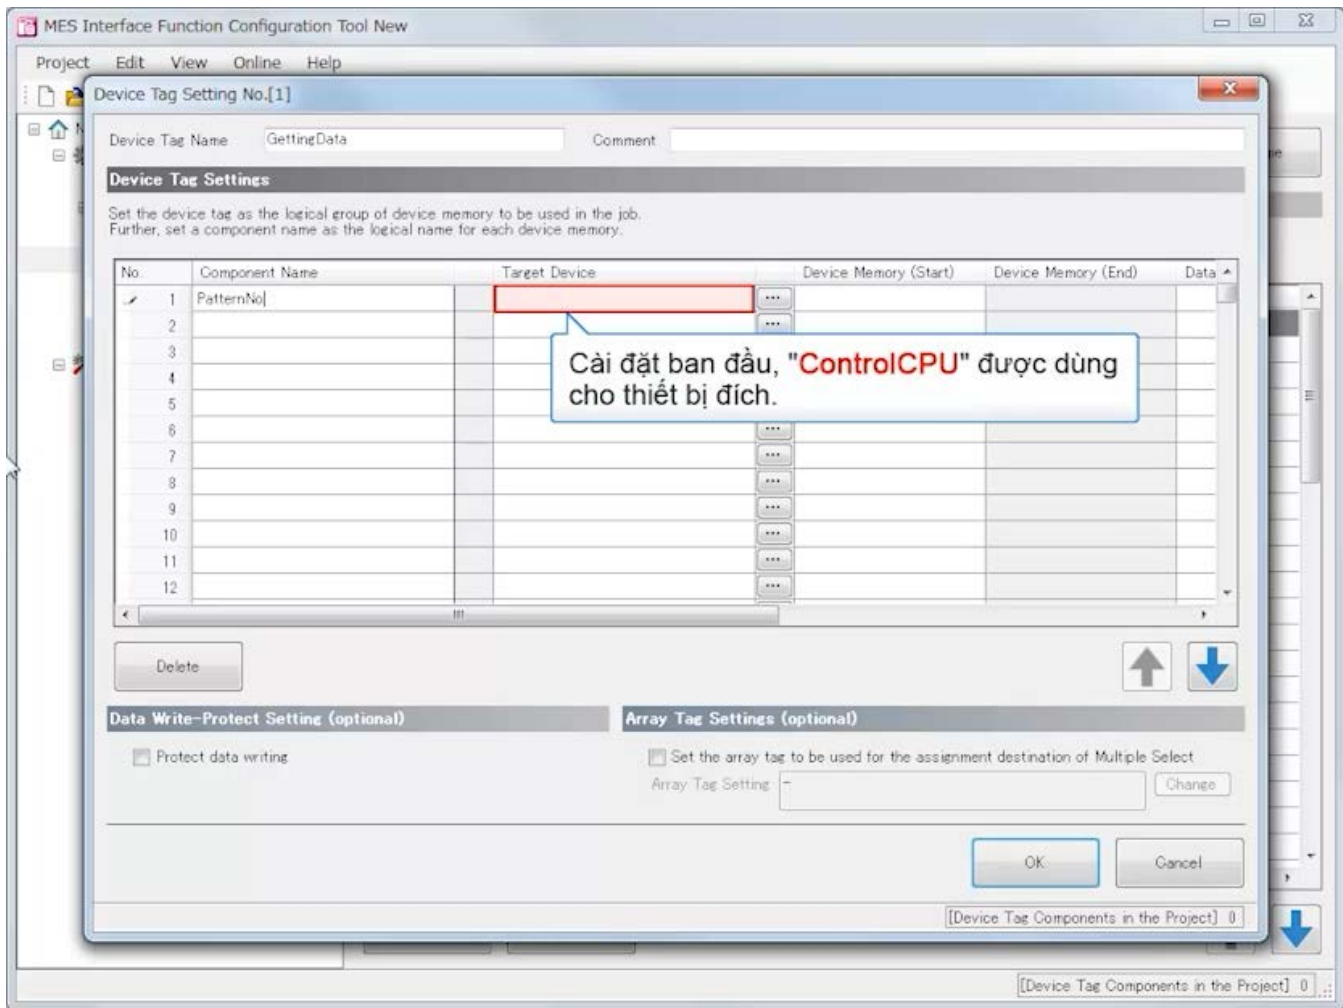 MES Interface Function Configuration Tool New
Project Edit View Online Help
Device Tag Setting No.[1]
Device Tag Name GettingData Comment
Device Tag Settings
Set the device tag as the logical group of device memory to be used in the job.
Further, set a component name as the logical name for each device memory.
No. Component Name Target Device Device Memory (Start) Device Memory (End) Data
1 PatternNo
2
3
4
5
6
7
8
9
10
11
12
Cài đặt ban đầu, "ControlCPU" được dùng
cho thiết bị đích.
Delete
Data Write-Protect Setting (optional) Array Tag Settings (optional)
Protect data writing Set the array tag to be used for the assignment destination of Multiple Select
Array Tag Setting - Change
OK Cancel
[Device Tag Components in the Project] 0
[Device Tag Components in the Project] 0